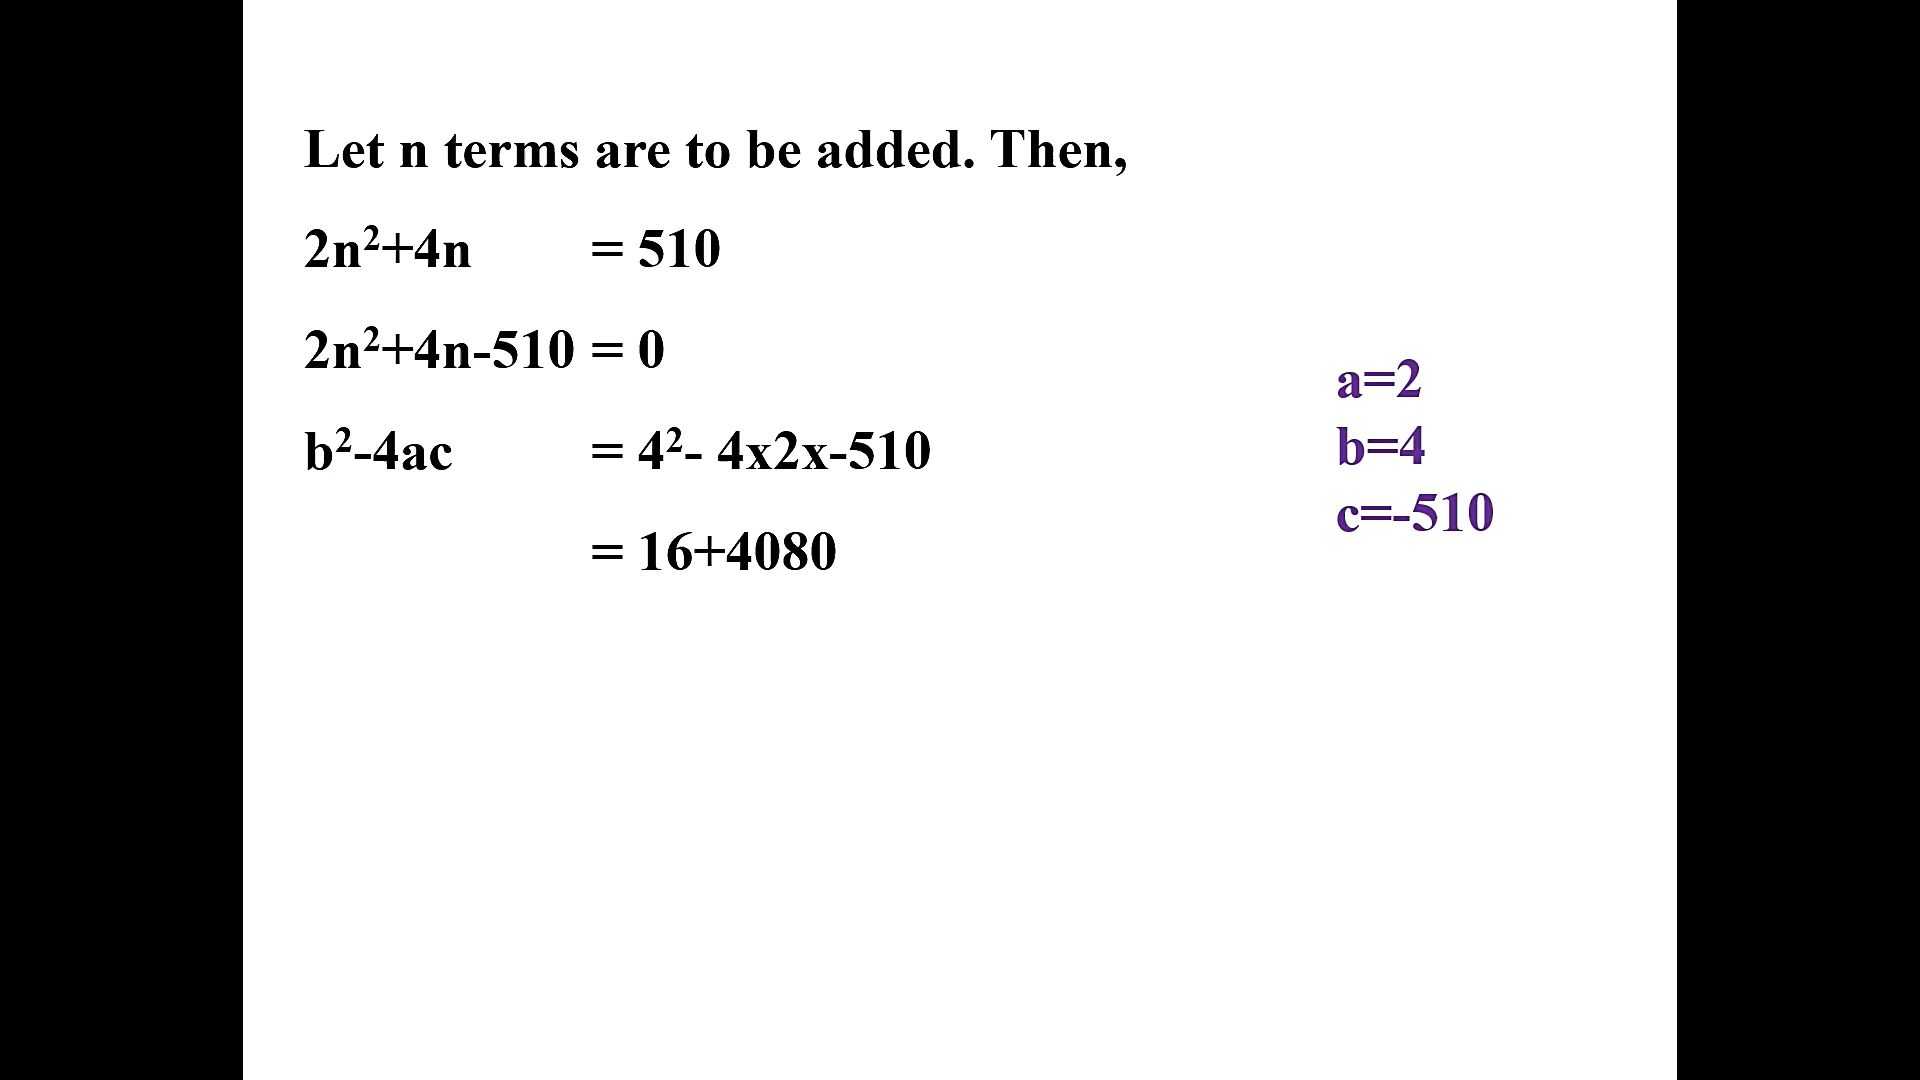 Let n terms are to be added. Then,
2n²+4n = 510
2n²+4n-510 = 0
b²-4ac = 4²- 4x2x-510
= 16+4080
a=2
b=4
c=-510